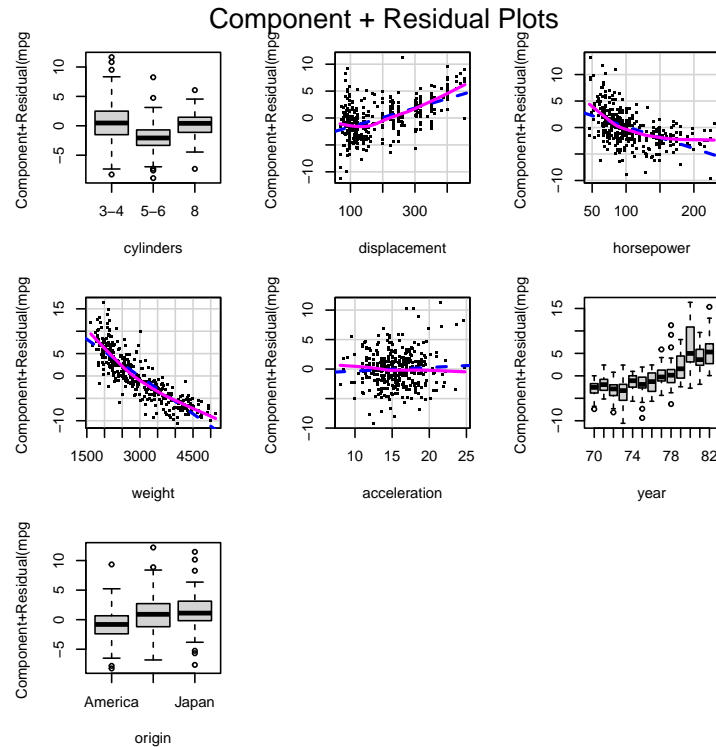 Component + Residual Plots
Component+Residual(mpg
−5 0 5 10
3−4 5−6 8
cylinders
Component+Residual(mpg
−10 0 5 10
100 300
displacement
Component+Residual(mpg
−10 0 5 10
50 100 200
horsepower
Component+Residual(mpg
−10 0 5 15
1500 3000 4500
weight
Component+Residual(mpg
−10 0 5 10
10 15 20 25
acceleration
Component+Residual(mpg
−10 0 5 15
70 74 78 82
year
Component+Residual(mpg
−5 0 5 10
America Japan
origin